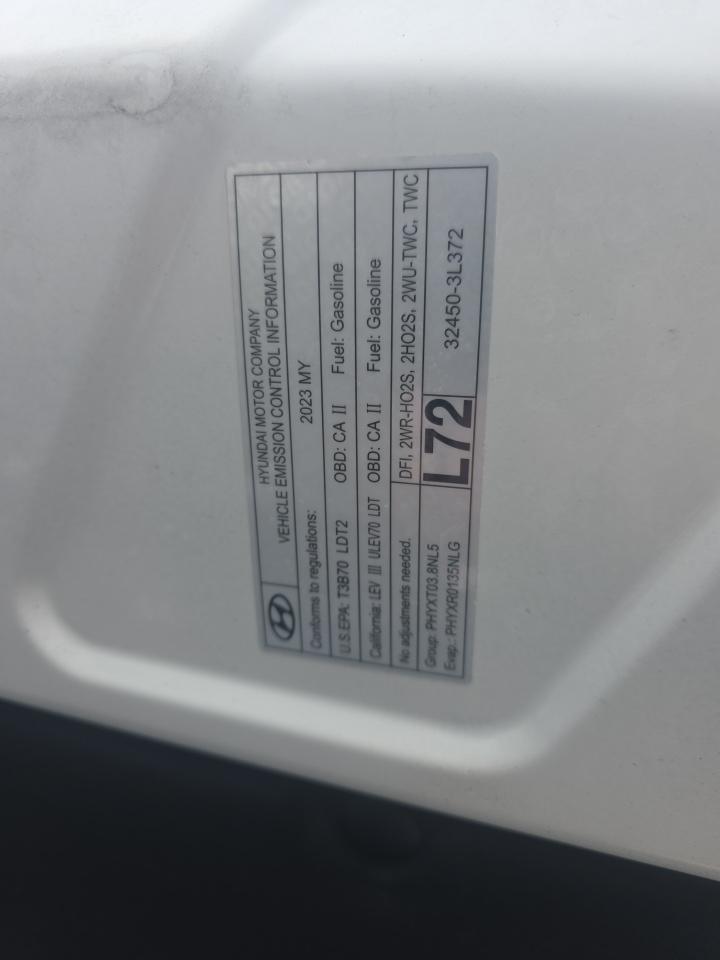 HYUNDAI MOTOR COMPANY
VEHICLE EMISSION CONTROL INFORMATION
Conforms to regulations: 2023 MY
U.S.EPA: T3B70 LDT2 OBD: CA II Fuel: Gasoline
California: LEV III ULEV70 LDT OBD: CA II Fuel: Gasoline
No adjustments needed. DFI, 2WR-HO2S, 2HO2S, 2WU-TWC, TWC
Group: PHYXT03.8NL5
Evap.: PHYXR0135NLG
L72 32450-3L372